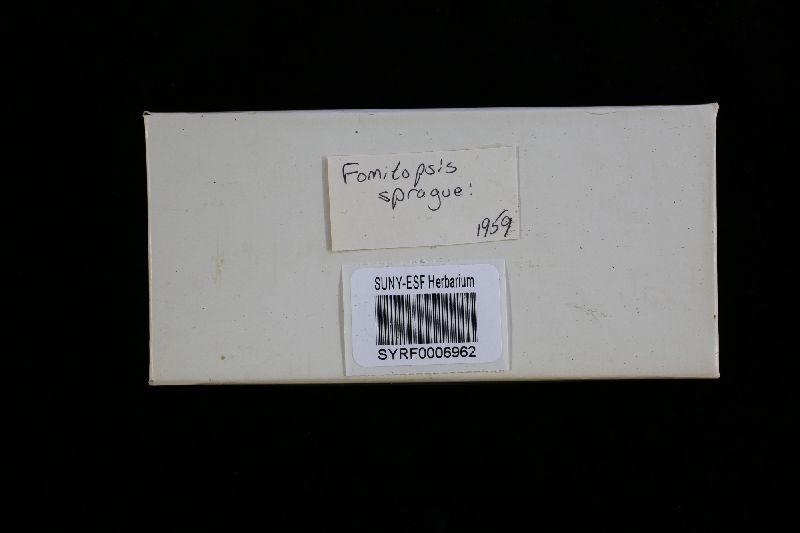 Fomitopsis
spraguei
1959
SUNY-ESF Herbarium
SYRF0006962